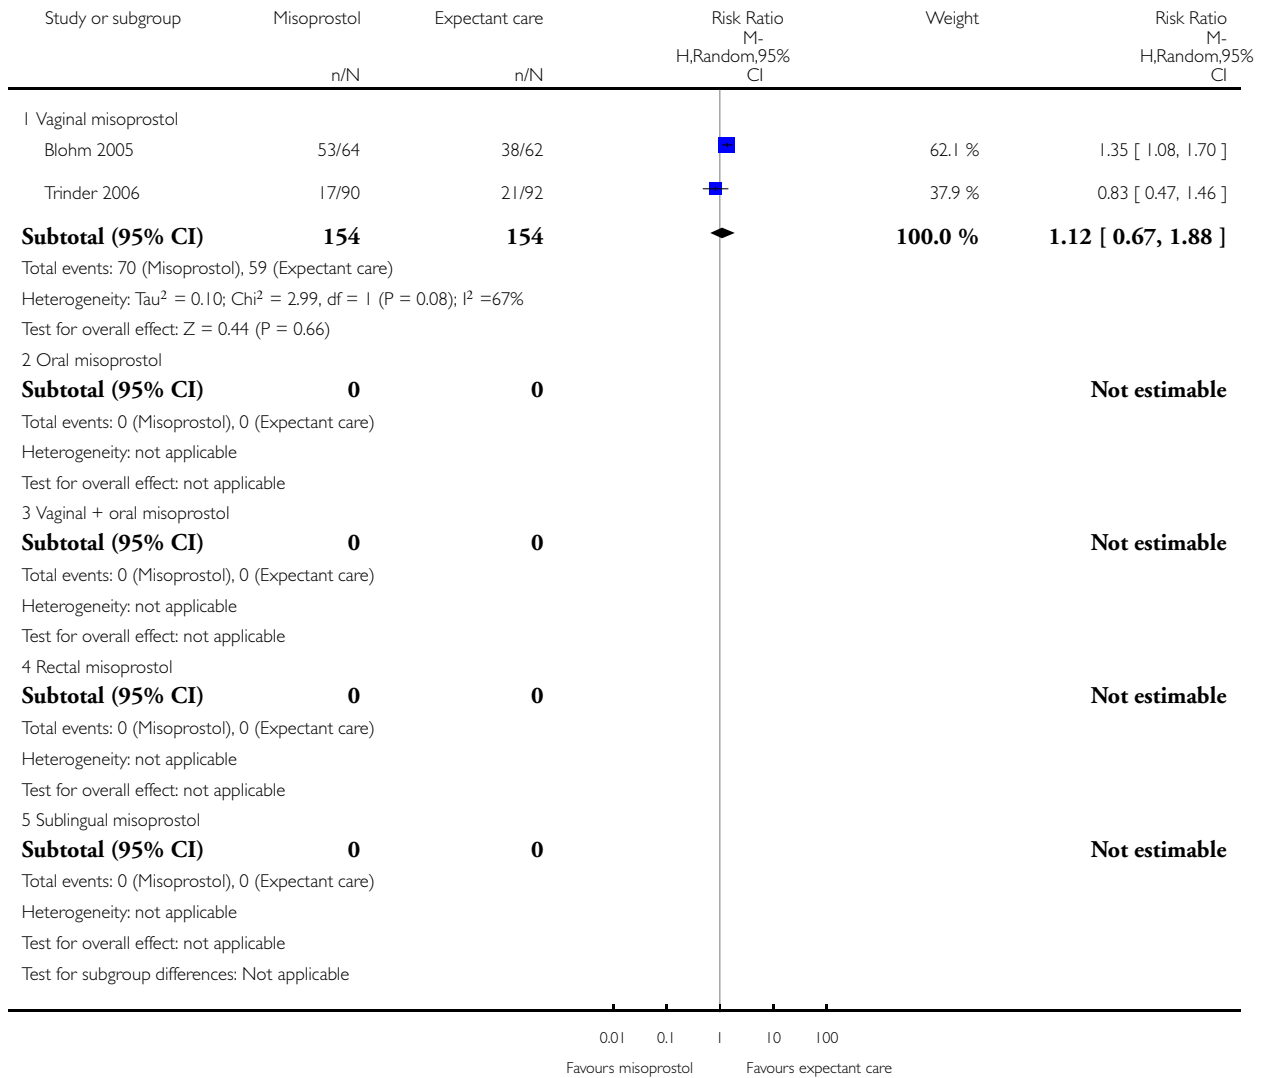 Study or subgroup Misoprostol Expectant care Risk Ratio Weight Risk Ratio
M- M-
H,Random,95% H,Random,95%
n/N n/N CI CI
1 Vaginal misoprostol
Blohm 2005 53/64 38/62 62.1 % 1.35 [ 1.08, 1.70 ]
Trinder 2006 17/90 21/92 37.9 % 0.83 [ 0.47, 1.46 ]
Subtotal (95% CI) 154 154 100.0 % 1.12 [ 0.67, 1.88 ]
Total events: 70 (Misoprostol), 59 (Expectant care)
Heterogeneity: Tau² = 0.10; Chi² = 2.99, df = 1 (P = 0.08); I² =67%
Test for overall effect: Z = 0.44 (P = 0.66)
2 Oral misoprostol
Subtotal (95% CI) 0 0 Not estimable
Total events: 0 (Misoprostol), 0 (Expectant care)
Heterogeneity: not applicable
Test for overall effect: not applicable
3 Vaginal + oral misoprostol
Subtotal (95% CI) 0 0 Not estimable
Total events: 0 (Misoprostol), 0 (Expectant care)
Heterogeneity: not applicable
Test for overall effect: not applicable
4 Rectal misoprostol
Subtotal (95% CI) 0 0 Not estimable
Total events: 0 (Misoprostol), 0 (Expectant care)
Heterogeneity: not applicable
Test for overall effect: not applicable
5 Sublingual misoprostol
Subtotal (95% CI) 0 0 Not estimable
Total events: 0 (Misoprostol), 0 (Expectant care)
Heterogeneity: not applicable
Test for overall effect: not applicable
Test for subgroup differences: Not applicable
0.01 0.1 1 10 100
Favours misoprostol Favours expectant care